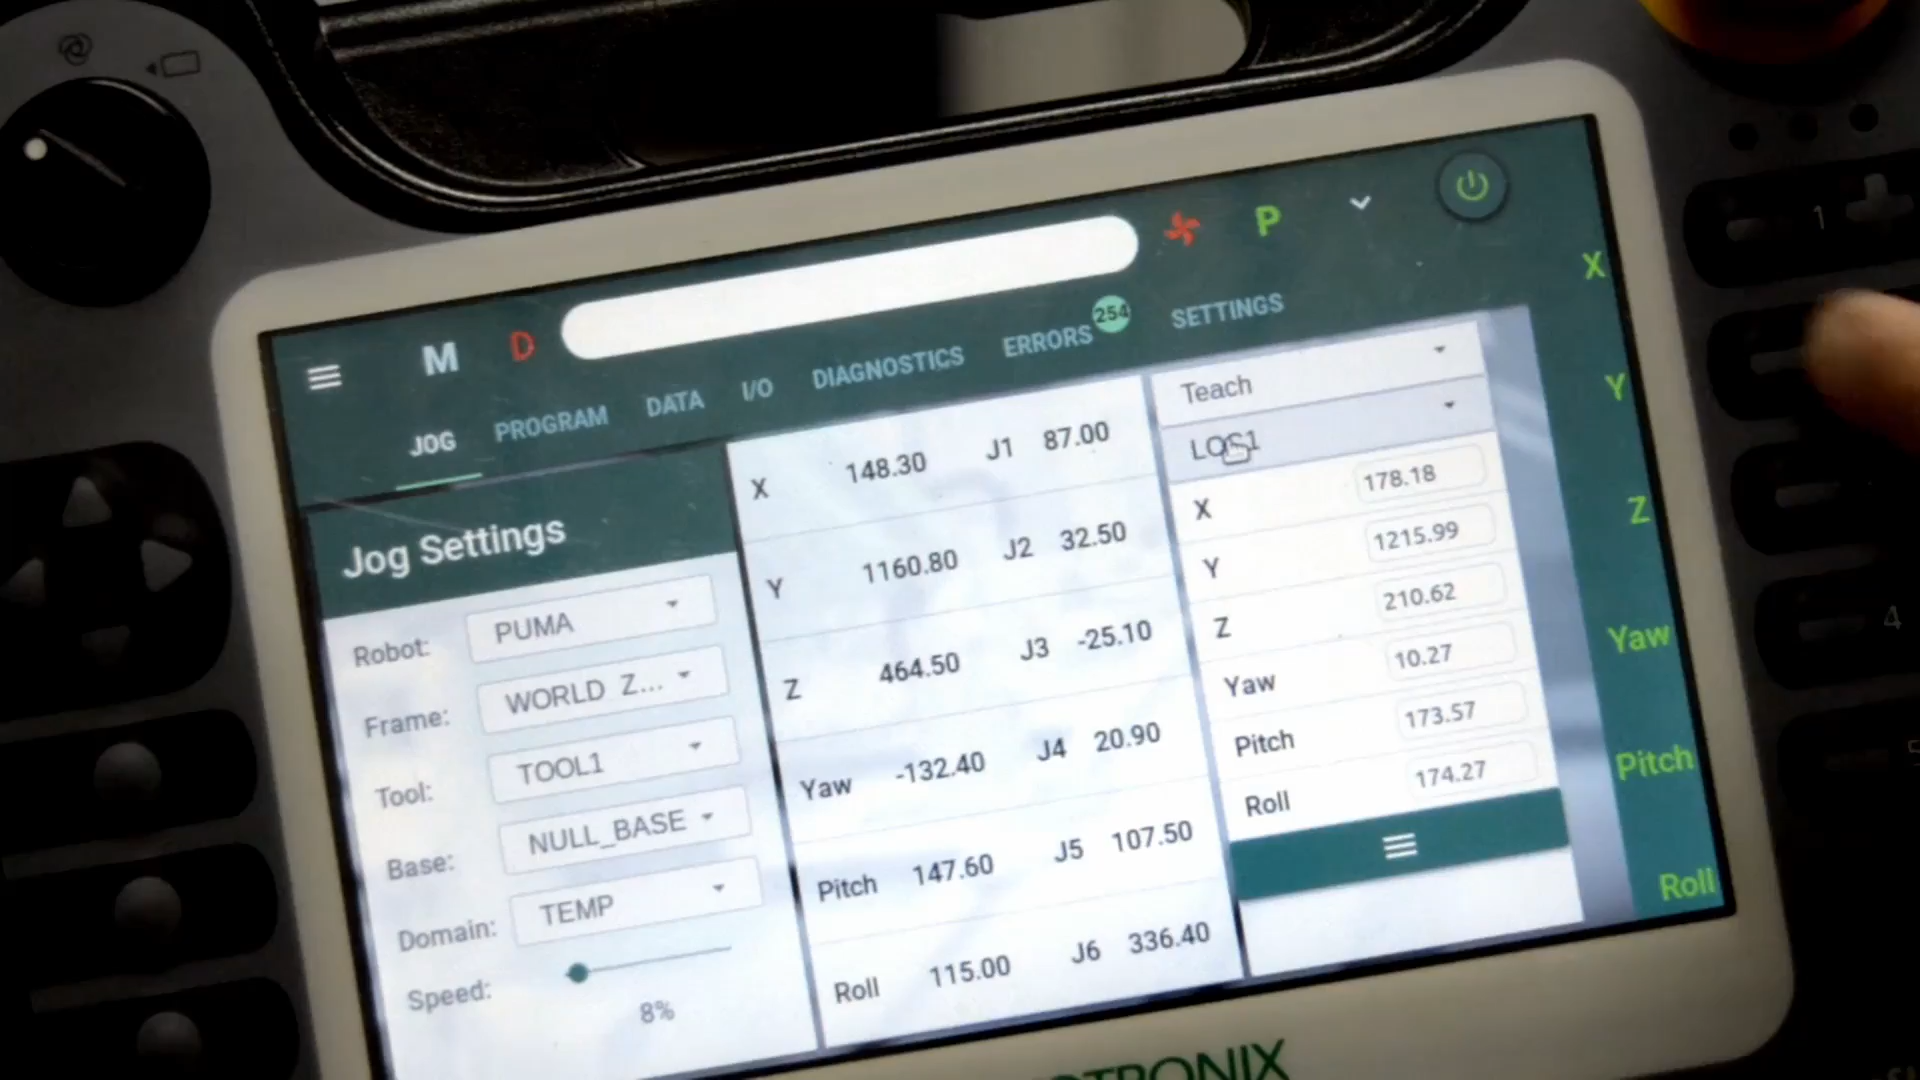 M D P
JOG PROGRAM DATA I/O DIAGNOSTICS ERRORS 254 SETTINGS
Jog Settings
Robot: PUMA
Frame: WORLD Z...
Tool: TOOL1
Base: NULL_BASE
Domain: TEMP
Speed:
8%
X 148.30 J1 87.00
Y 1160.80 J2 32.50
Z 464.50 J3 -25.10
Yaw -132.40 J4 20.90
Pitch 147.60 J5 107.50
Roll 115.00 J6 336.40
Teach
X 178.18
Y 1215.99
Z 210.62
Yaw 10.27
Pitch 173.57
Roll 174.27
X
Y
Z
Yaw
Pitch
Roll
1
4
5